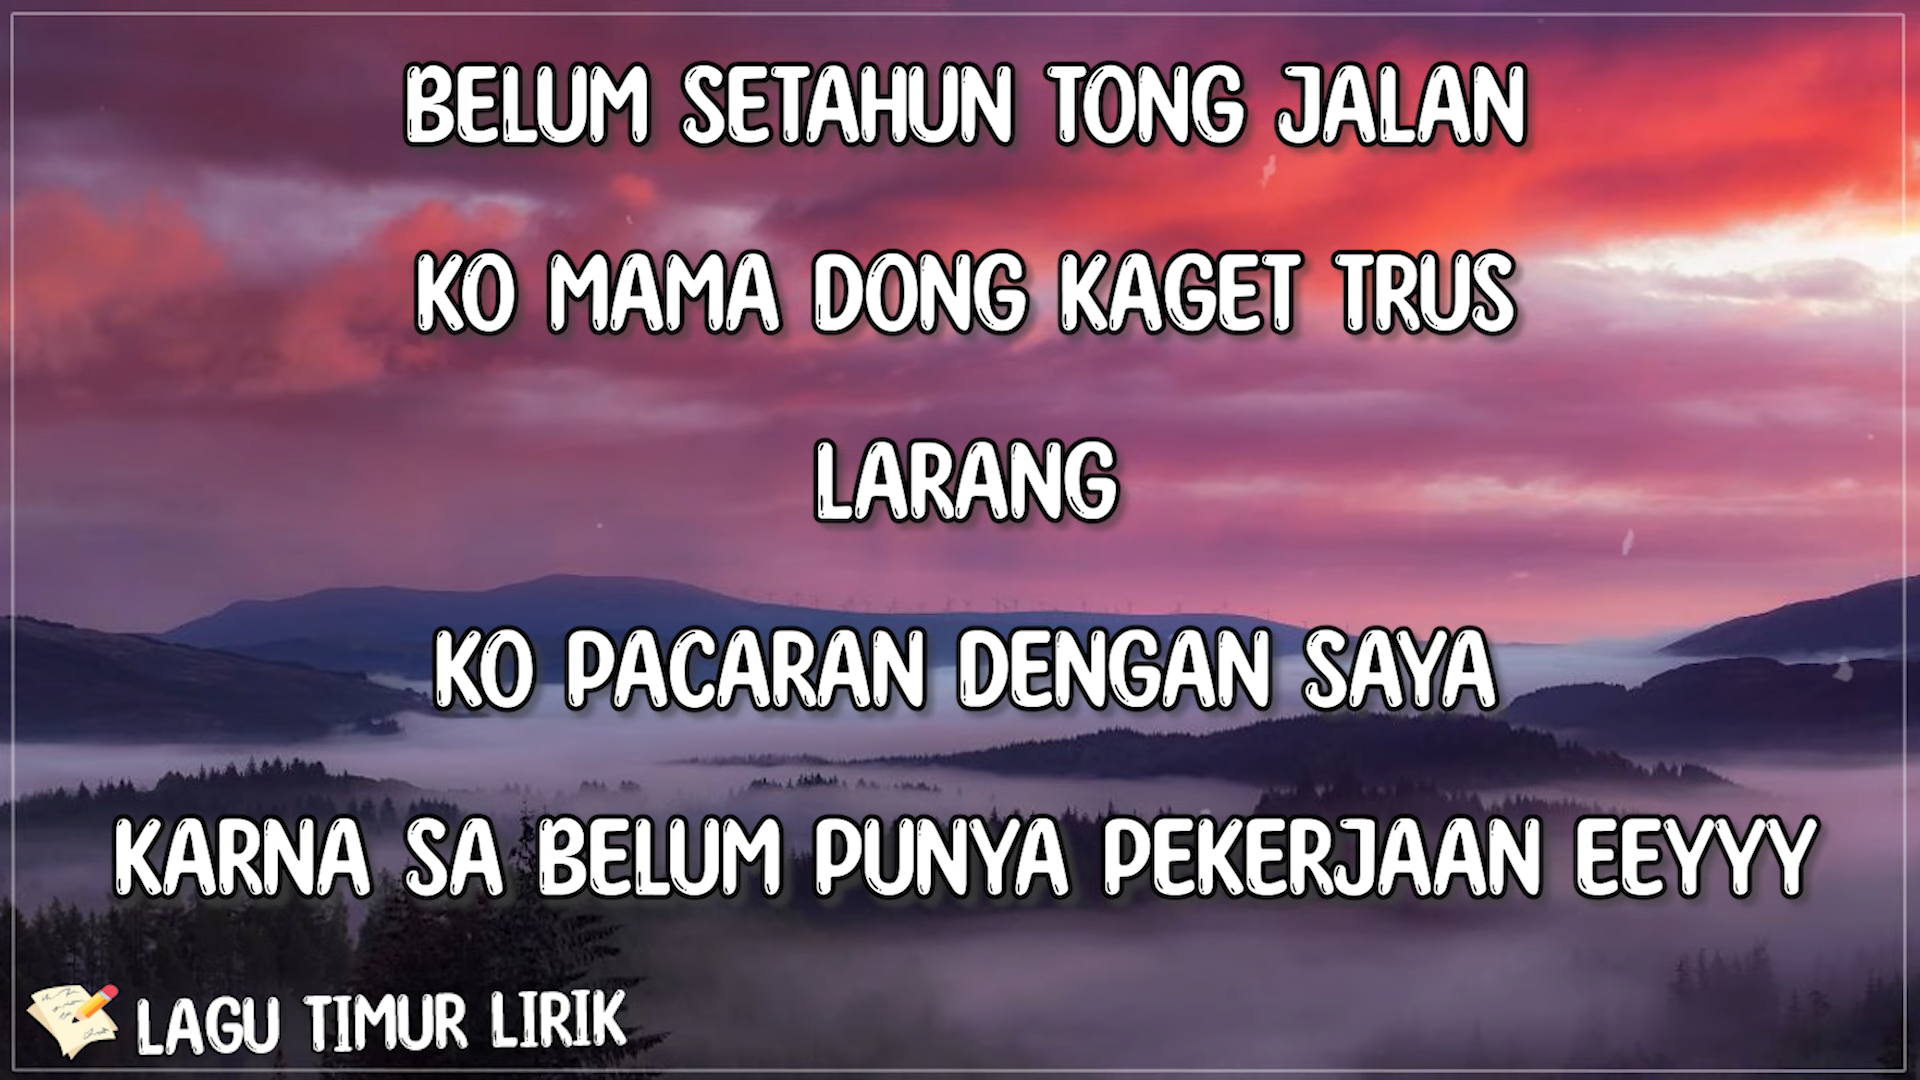 BELUM SETAHUN TONG JALAN
KO MAMA DONG KAGET TRUS
LARANG
KO PACARAN DENGAN SAYA
KARNA SA BELUM PUNYA PEKERJAAN EEYYY
LAGU TIMUR LIRIK